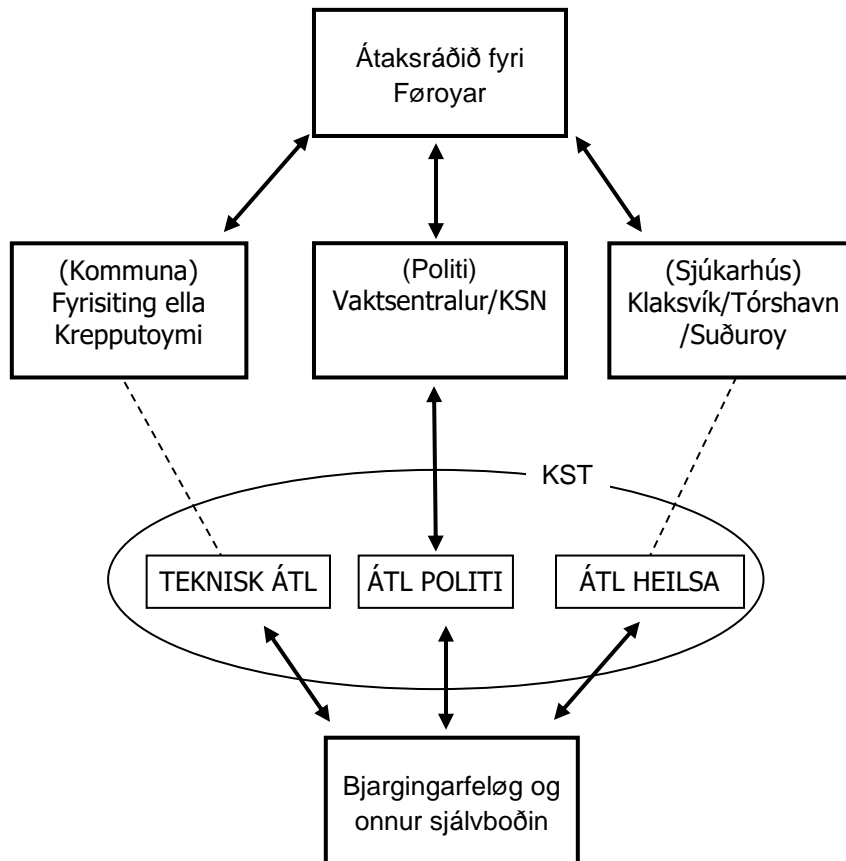 Átaksráðið fyri
Føroyar
(Kommuna)
Fyrisiting ella
Krepputoymi
(Politi)
Vaktsentralur/KSN
(Sjúkarhús)
Klaksvík/Tórshavn
/Suðuroy
KST
TEKNISK ÁTL
ÁTL POLITI
ÁTL HEILSA
Bjargingarfeløg og
onnur sjálvboðin